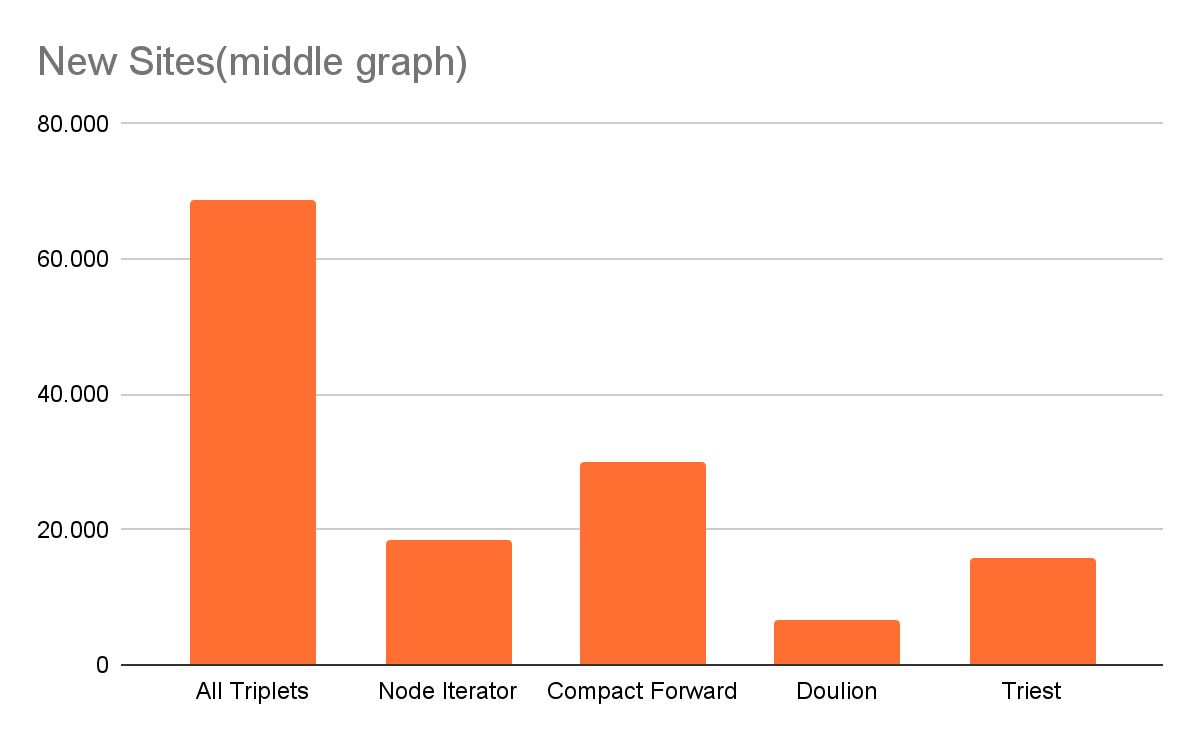 New Sites(middle graph)
80.000
60.000
40.000
20.000
0
All Triplets Node Iterator Compact Forward Doulion Triest